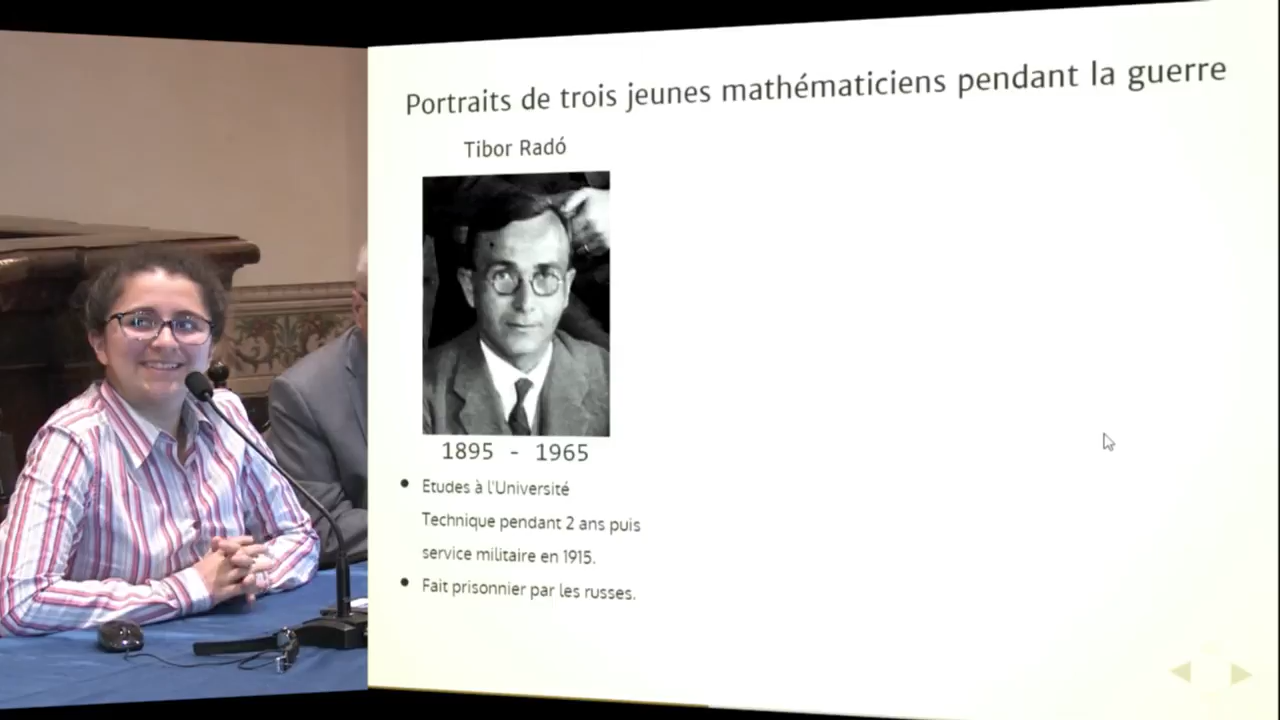 Portraits de trois jeunes mathématiciens pendant la guerre
Tibor Radó
1895 - 1965
• Etudes à l'Université
Technique pendant 2 ans puis
service militaire en 1915.
• Fait prisonnier par les russes.